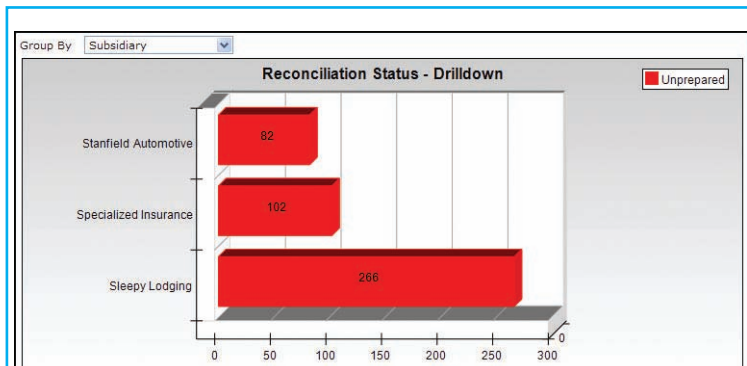 Group By Subsidiary
Reconciliation Status - Drilldown
Unprepared
Stanfield Automotive 82
Specialized Insurance 102
Sleepy Lodging 266
0
0 50 100 150 200 250 300